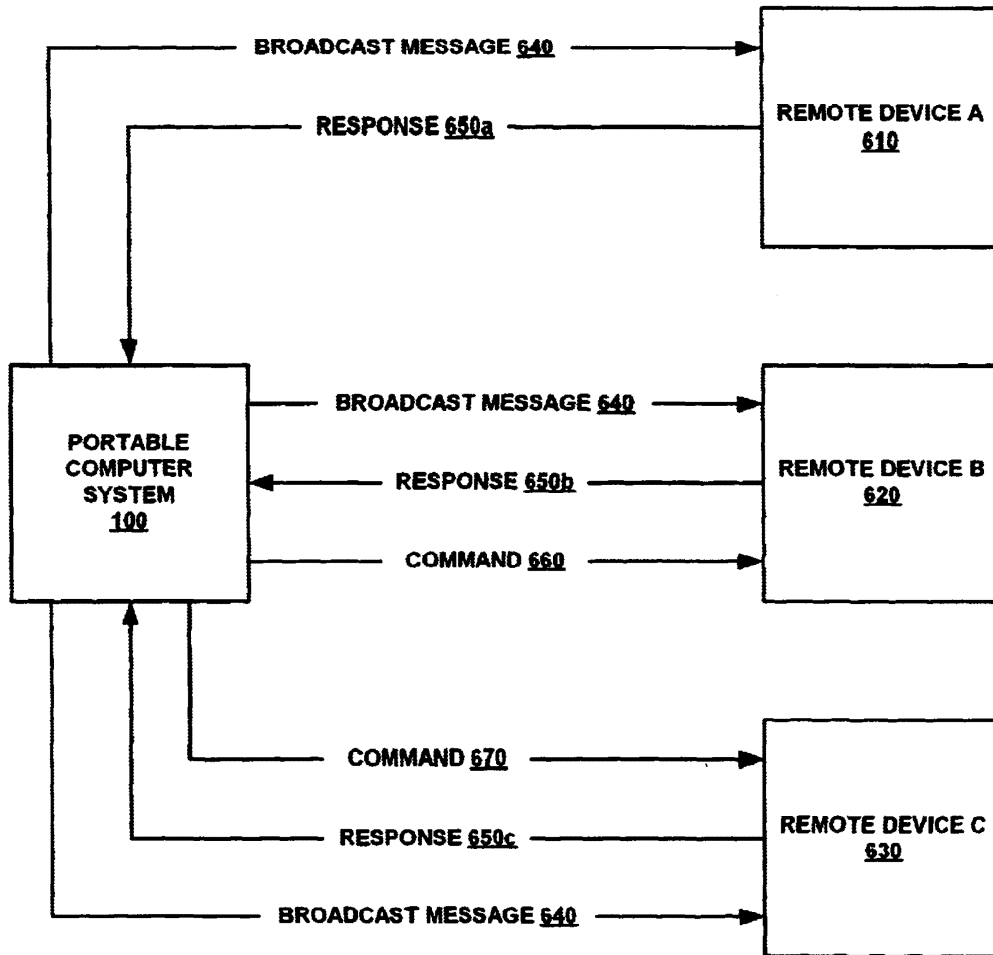 BROADCAST MESSAGE 640
RESPONSE 650a
REMOTE DEVICE A
610
PORTABLE
COMPUTER
SYSTEM
100
BROADCAST MESSAGE 640
RESPONSE 650b
COMMAND 660
REMOTE DEVICE B
620
COMMAND 670
RESPONSE 650c
BROADCAST MESSAGE 640
REMOTE DEVICE C
630